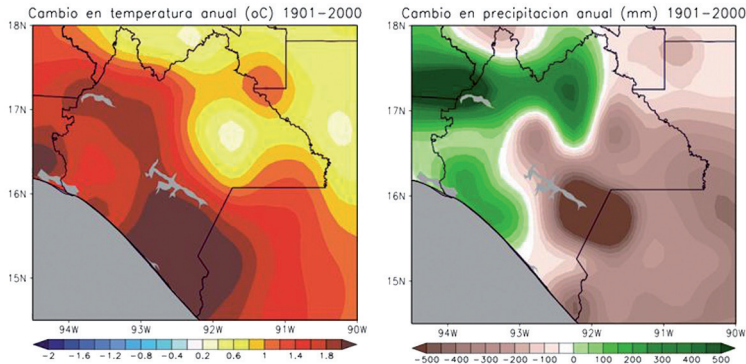 Cambio en temperatura anual (oC) 1901-2000
18N
17N
16N
15N
94W 93W 92W 91W 90W
-2 -1.6 -1.2 -0.8 -0.4 0.2 0.6 1 1.4 1.8
Cambio en precipitacion anual (mm) 1901-2000
18N
17N
16N
15N
94W 93W 92W 91W 90W
-500 -400 -300 -200 -100 0 100 200 300 400 500